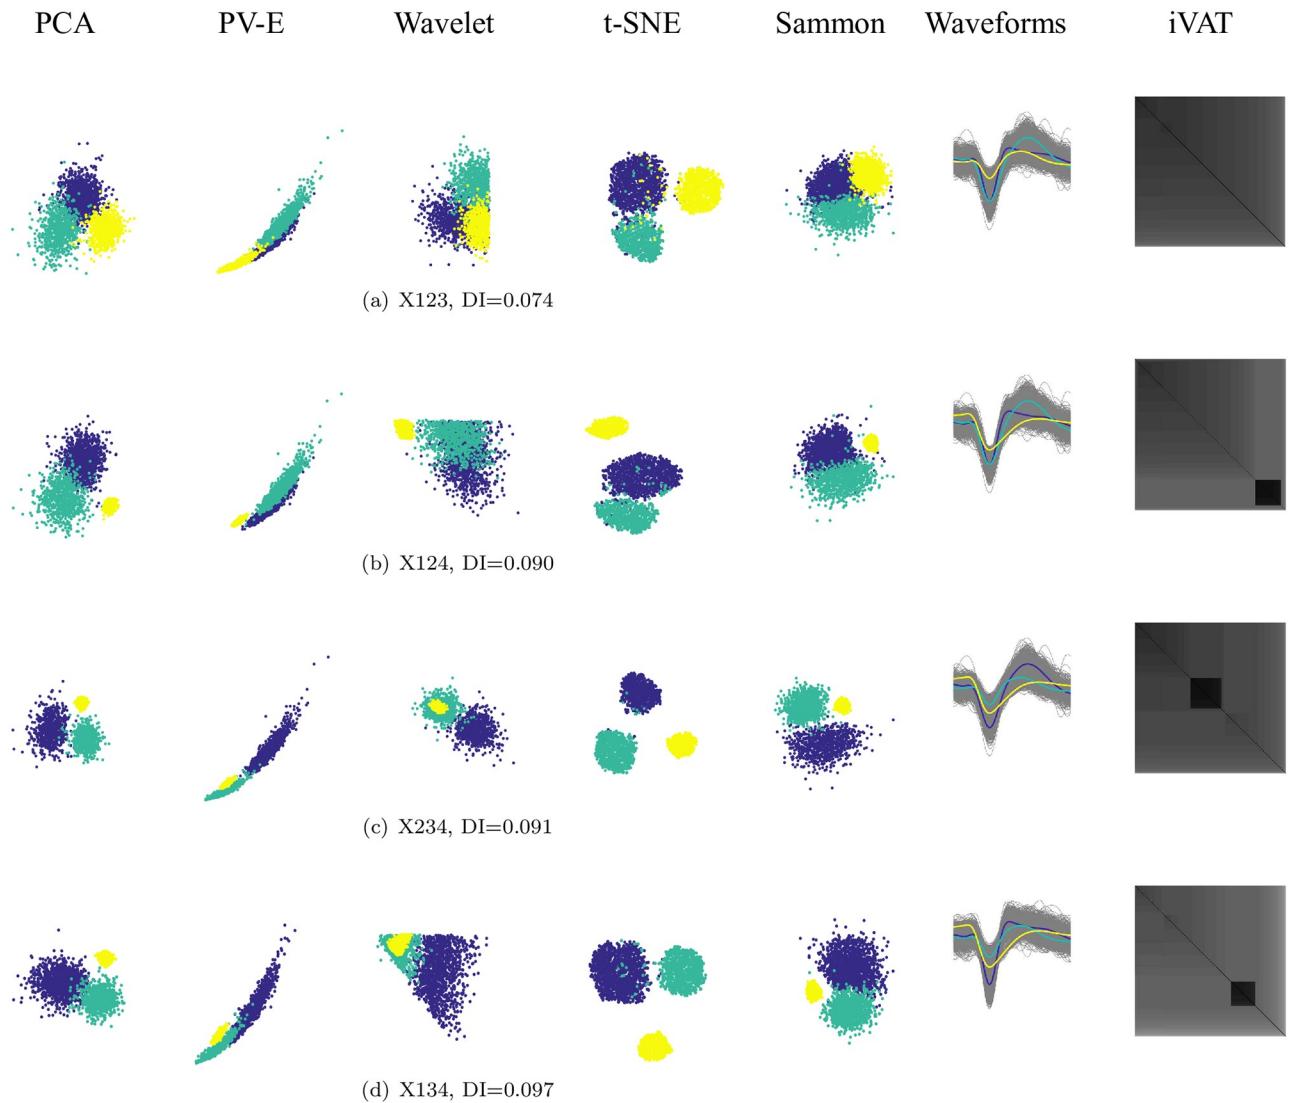 PCA PV-E Wavelet t-SNE Sammon Waveforms iVAT
(a) X123, DI=0.074
(b) X124, DI=0.090
(c) X234, DI=0.091
(d) X134, DI=0.097